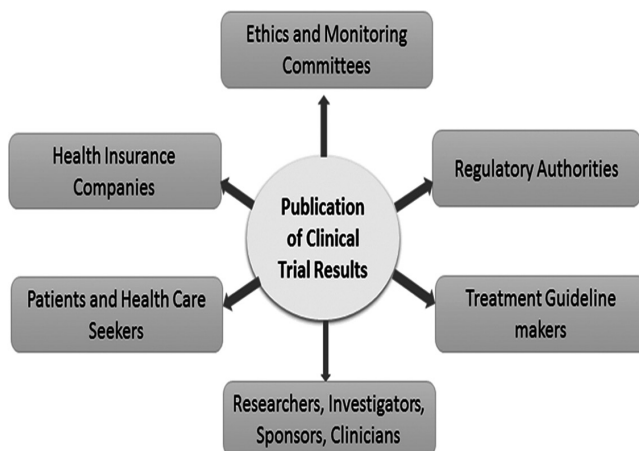 Ethics and Monitoring
Committees
Health Insurance
Companies
Regulatory Authorities
Publication
of Clinical
Trial Results
Patients and Health Care
Seekers
Treatment Guideline
makers
Researchers, Investigators,
Sponsors, Clinicians